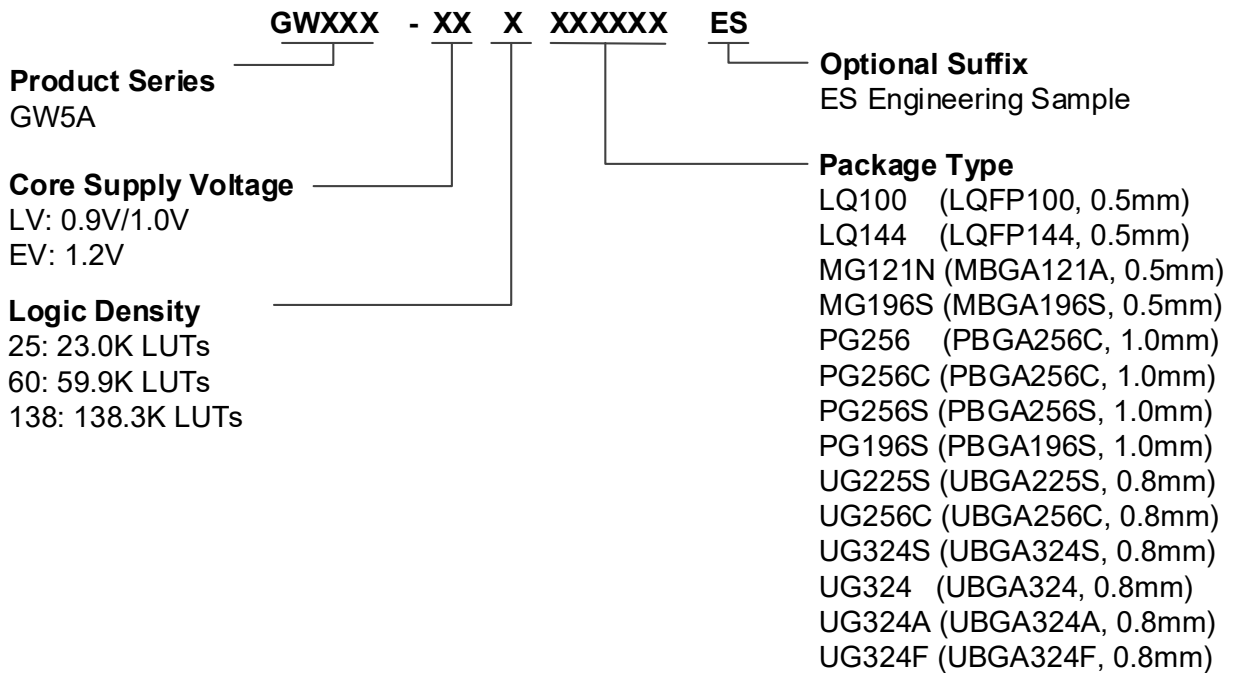 GWXXX - XX X XXXXXX ES
Product Series
GW5A
Core Supply Voltage
LV: 0.9V/1.0V
EV: 1.2V
Logic Density
25: 23.0K LUTs
60: 59.9K LUTs
138: 138.3K LUTs
Optional Suffix
ES Engineering Sample
Package Type
LQ100 (LQFP100, 0.5mm)
LQ144 (LQFP144, 0.5mm)
MG121N (MBGA121A, 0.5mm)
MG196S (MBGA196S, 0.5mm)
PG256 (PBGA256C, 1.0mm)
PG256C (PBGA256C, 1.0mm)
PG256S (PBGA256S, 1.0mm)
PG196S (PBGA196S, 1.0mm)
UG225S (UBGA225S, 0.8mm)
UG256C (UBGA256C, 0.8mm)
UG324S (UBGA324S, 0.8mm)
UG324 (UBGA324, 0.8mm)
UG324A (UBGA324A, 0.8mm)
UG324F (UBGA324F, 0.8mm)